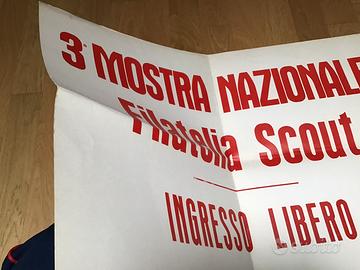 3ª MOSTRA NAZIONALE
Filatelia Scout
INGRESSO LIBERO